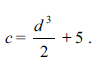 c = d³/2 + 5.